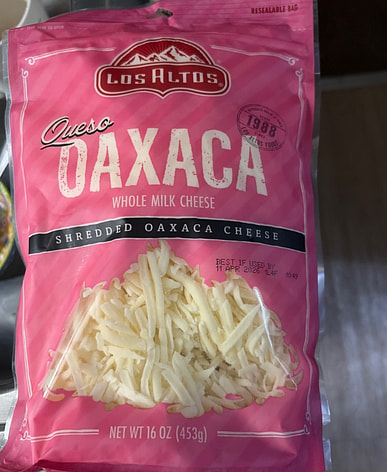 RESEALABLE BAG
LOS ALTOS®
Queso
OAXACA
1988
WHOLE MILK CHEESE
SHREDDED OAXACA CHEESE
BEST IF USED BY
11 APR 2026
NET WT 16 OZ (453g)